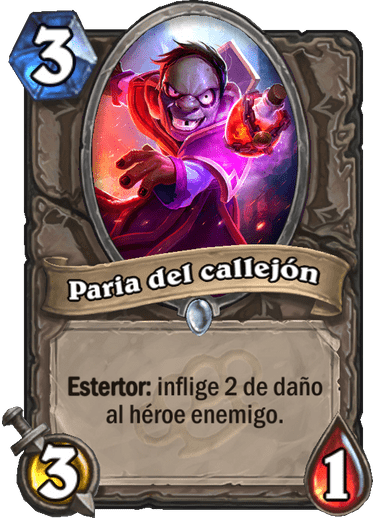 3
Paria del callejón
Estertor: inflige 2 de daño
al héroe enemigo.
3
1